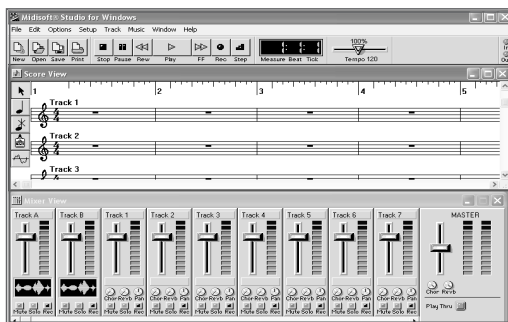 Midisoft® Studio for Windows
File Edit Options Setup Track Music Window Help
100%
New Open Save Print Stop Pause Rew Play FF Rec Step Measure Beat Tick Tempo 120
Score View
1 2 3 4 5
Track 1
Track 2
Track 3
Mixer View
Track A Track B Track 1 Track 2 Track 3 Track 4 Track 5 Track 6 Track 7 MASTER
Chor Revb Pan Chor Revb Pan Chor Revb Pan Chor Revb Pan Chor Revb Pan Chor Revb Pan Chor Revb Pan Chor Revb
Mute Solo Rec Mute Solo Rec Mute Solo Rec Mute Solo Rec Mute Solo Rec Mute Solo Rec Mute Solo Rec Mute Solo Rec Mute Solo Rec Play Thru